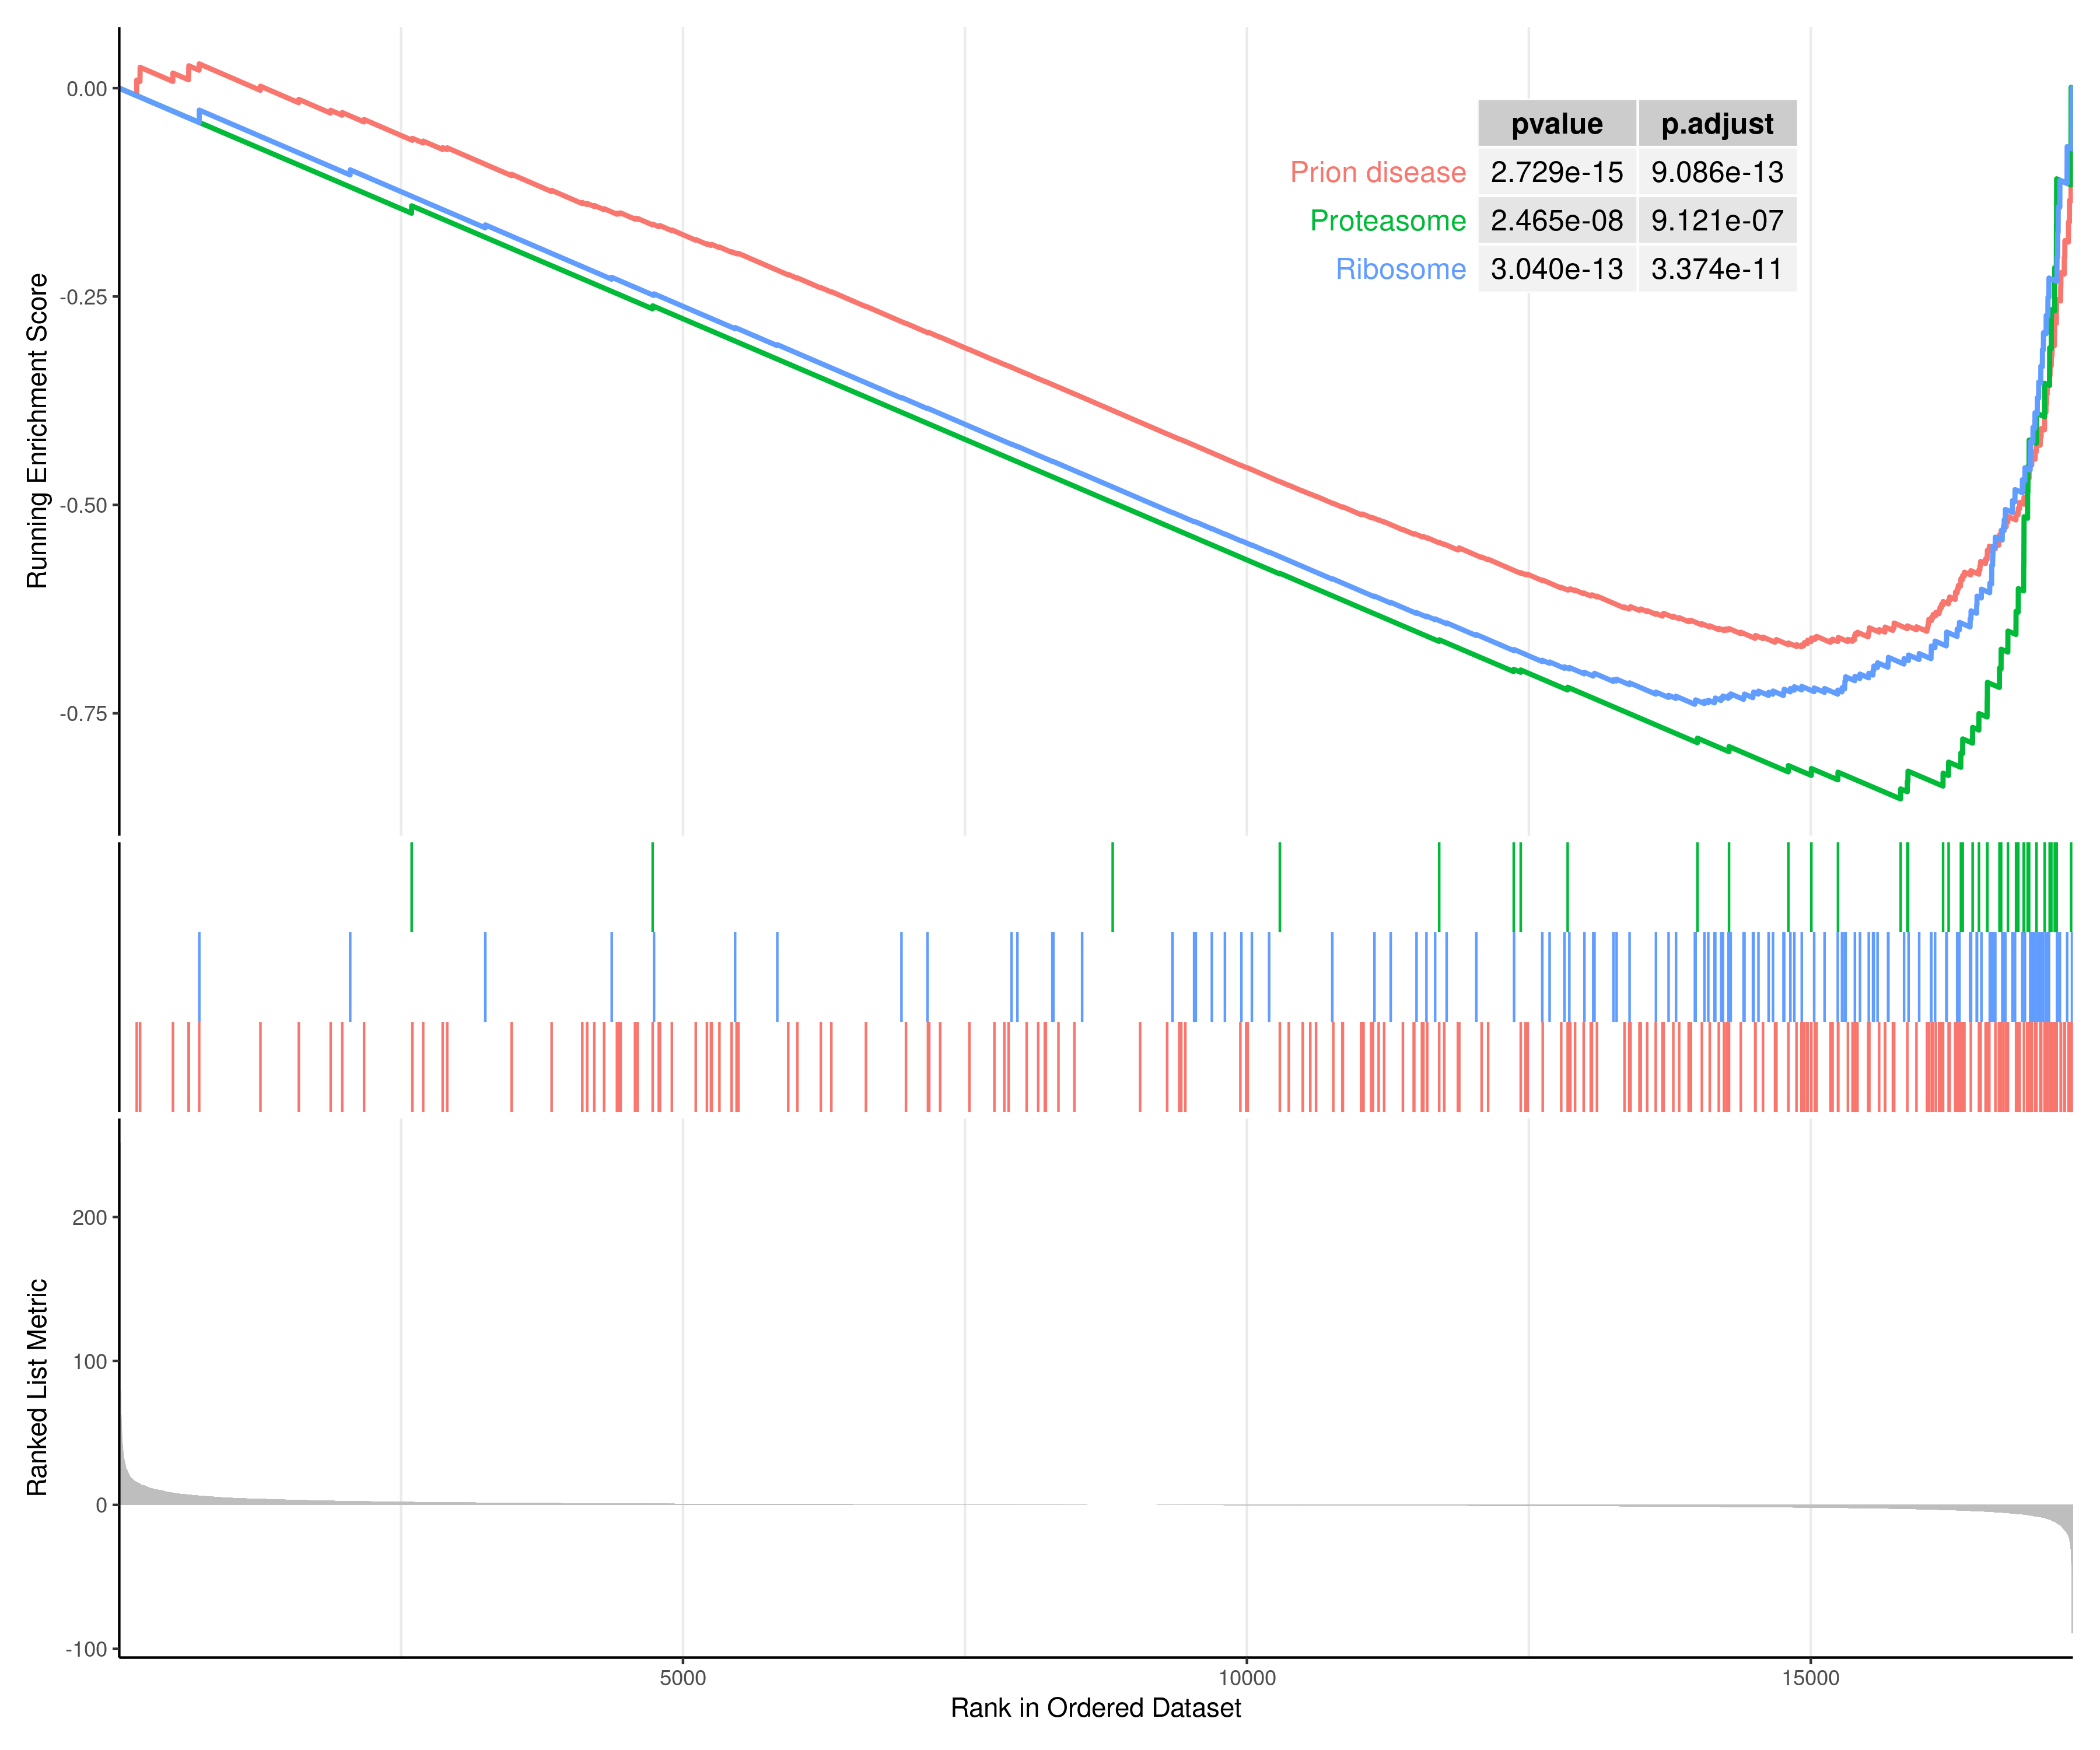 Running Enrichment Score
0.00
-0.25
-0.50
-0.75
pvalue p.adjust
Prion disease 2.729e-15 9.086e-13
Proteasome 2.465e-08 9.121e-07
Ribosome 3.040e-13 3.374e-11
Ranked List Metric
200
100
0
-100
5000 10000 15000
Rank in Ordered Dataset